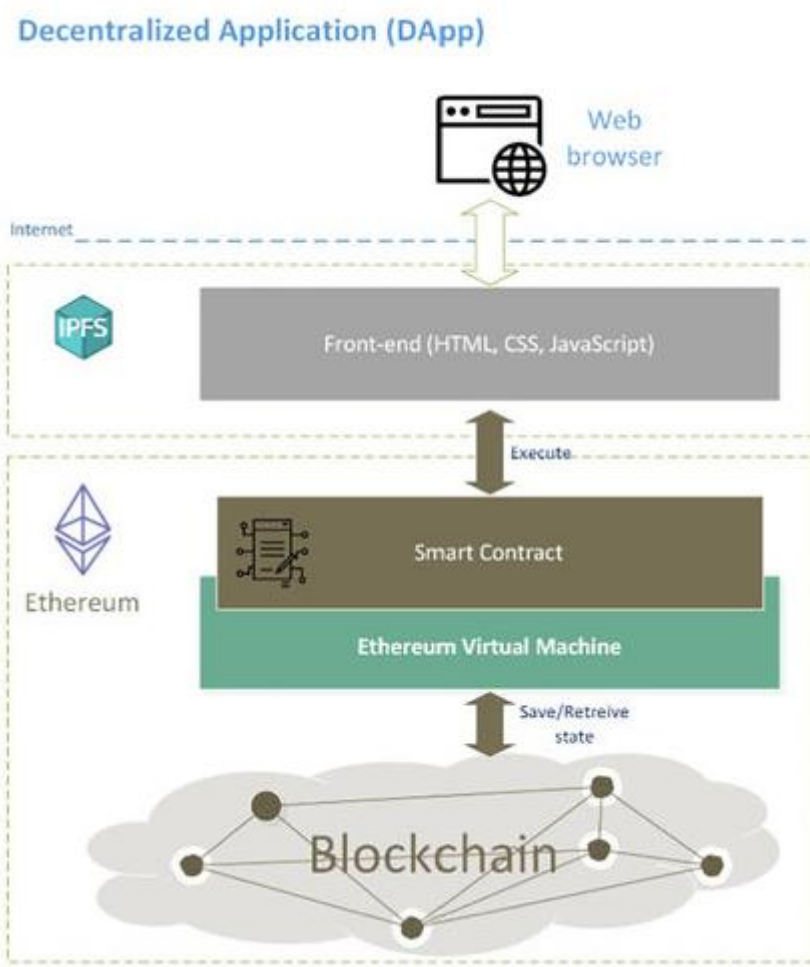 Decentralized Application (DApp)
Web
browser
Internet
IPFS
Front-end (HTML, CSS, JavaScript)
Execute
Smart Contract
Ethereum
Ethereum Virtual Machine
Save/Retreive
state
Blockchain